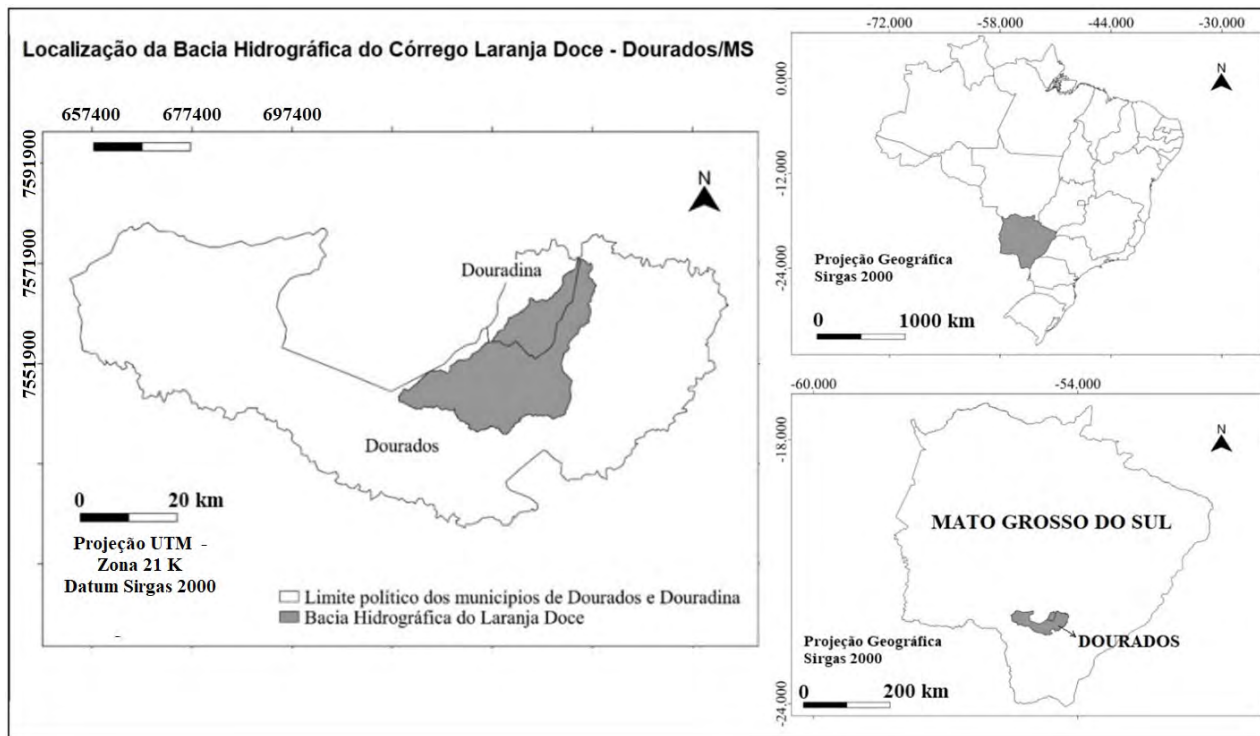 Localização da Bacia Hidrográfica do Córrego Laranja Doce - Dourados/MS
657400 677400 697400
7591900
7571900
7551900
N
Douradina
Dourados
0 20 km
Projeção UTM -
Zona 21 K
Datum Sirgas 2000
Limite político dos municípios de Dourados e Douradina
Bacia Hidrográfica do Laranja Doce
-72.000 -58.000 -44.000 -30.000
0.000
-12.000
-24.000
N
Projeção Geográfica
Sirgas 2000
0 1000 km
-60.000 -54.000
-18.000
-24.000
N
MATO GROSSO DO SUL
DOURADOS
Projeção Geográfica
Sirgas 2000
0 200 km